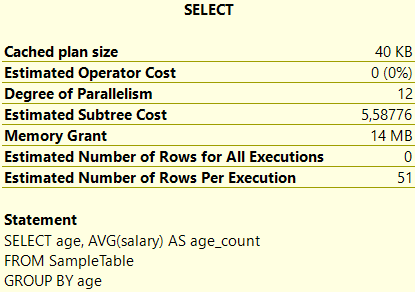 SELECT
Cached plan size 40 KB
Estimated Operator Cost 0 (0%)
Degree of Parallelism 12
Estimated Subtree Cost 5,58776
Memory Grant 14 MB
Estimated Number of Rows for All Executions 0
Estimated Number of Rows Per Execution 51
Statement
SELECT age, AVG(salary) AS age_count
FROM SampleTable
GROUP BY age